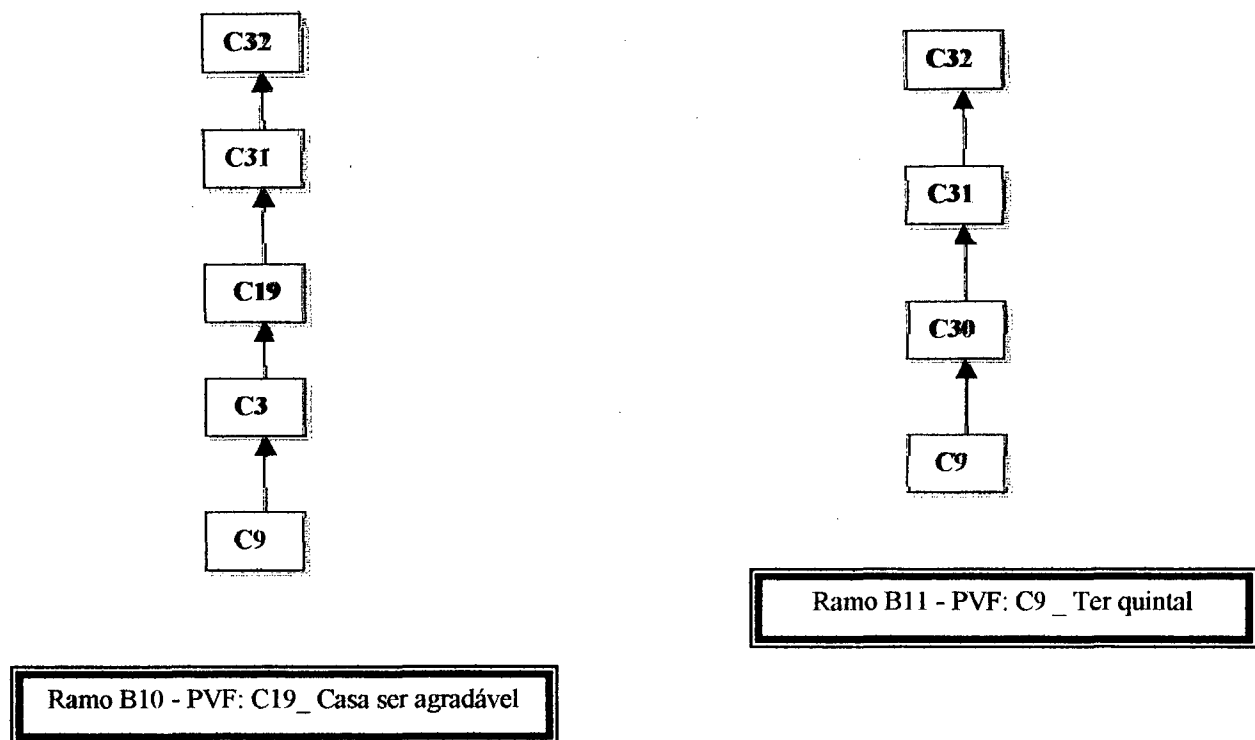 C32
C31
C19
C3
C9
Ramo B10 - PVF: C19_ Casa ser agradável
C32
C31
C30
C9
Ramo B11 - PVF: C9 _ Ter quintal